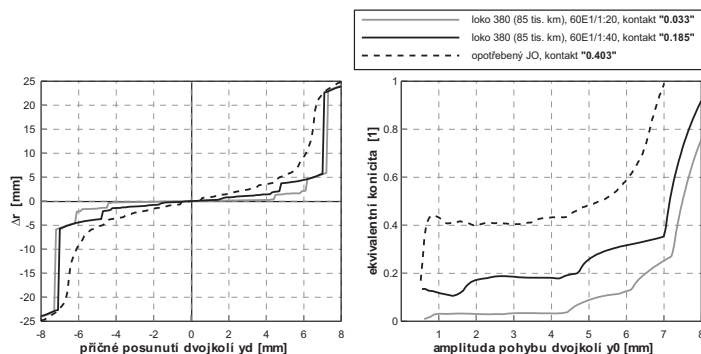 loko 380 (85 tis. km), 60E1/1:20, kontakt "0.033"
loko 380 (85 tis. km), 60E1/1:40, kontakt "0.185"
opotřebený JO, kontakt "0.403"
25
20
15
10
5
0
-5
-10
-15
-20
-25
Δr [mm]
-8 -6 -4 -2 0 2 4 6 8
příčné posunutí dvojkolí yd [mm]
1
0.8
0.6
0.4
0.2
0
ekvivalentní konicita [1]
1 2 3 4 5 6 7 8
amplituda pohybu dvojkolí y0 [mm]